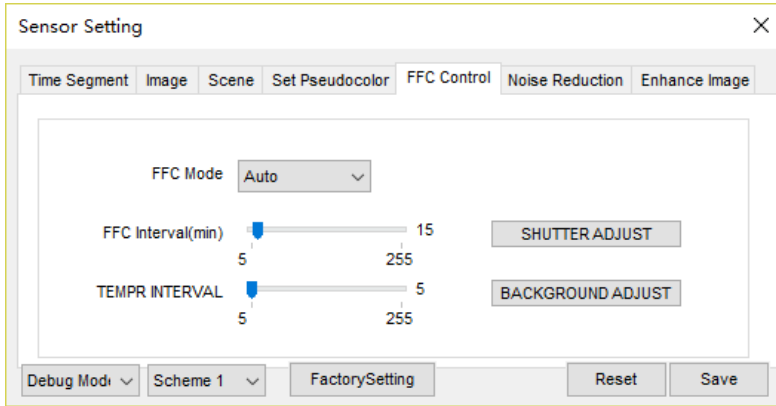 Sensor Setting
Time Segment Image Scene Set Pseudocolor FFC Control Noise Reduction Enhance Image
FFC Mode Auto
FFC Interval(min) 15 SHUTTER ADJUST
5 255
TEMPR INTERVAL 5 BACKGROUND ADJUST
5 255
Debug Mod Scheme 1 FactorySetting Reset Save